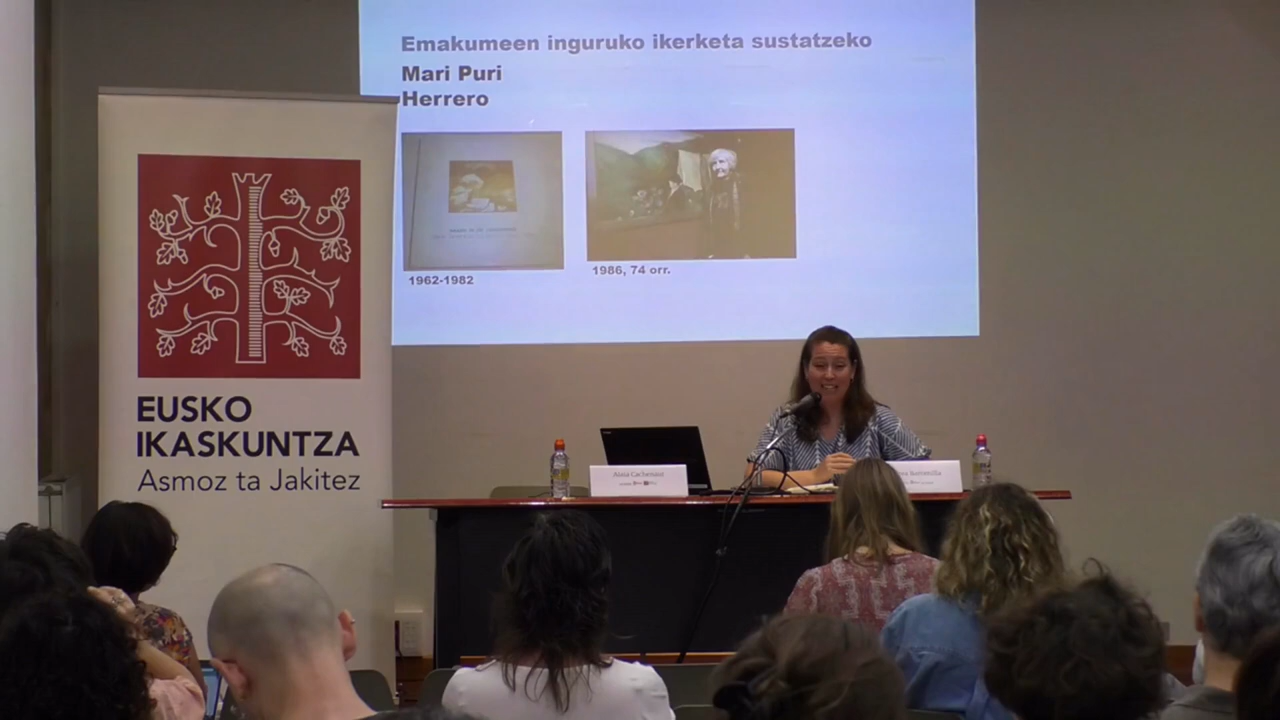 Emakumeen inguruko ikerketa sustatzeko
Mari Puri
Herrero
1962-1982
1986, 74 orr.
EUSKO
IKASKUNTZA
Asmoz ta Jakitez